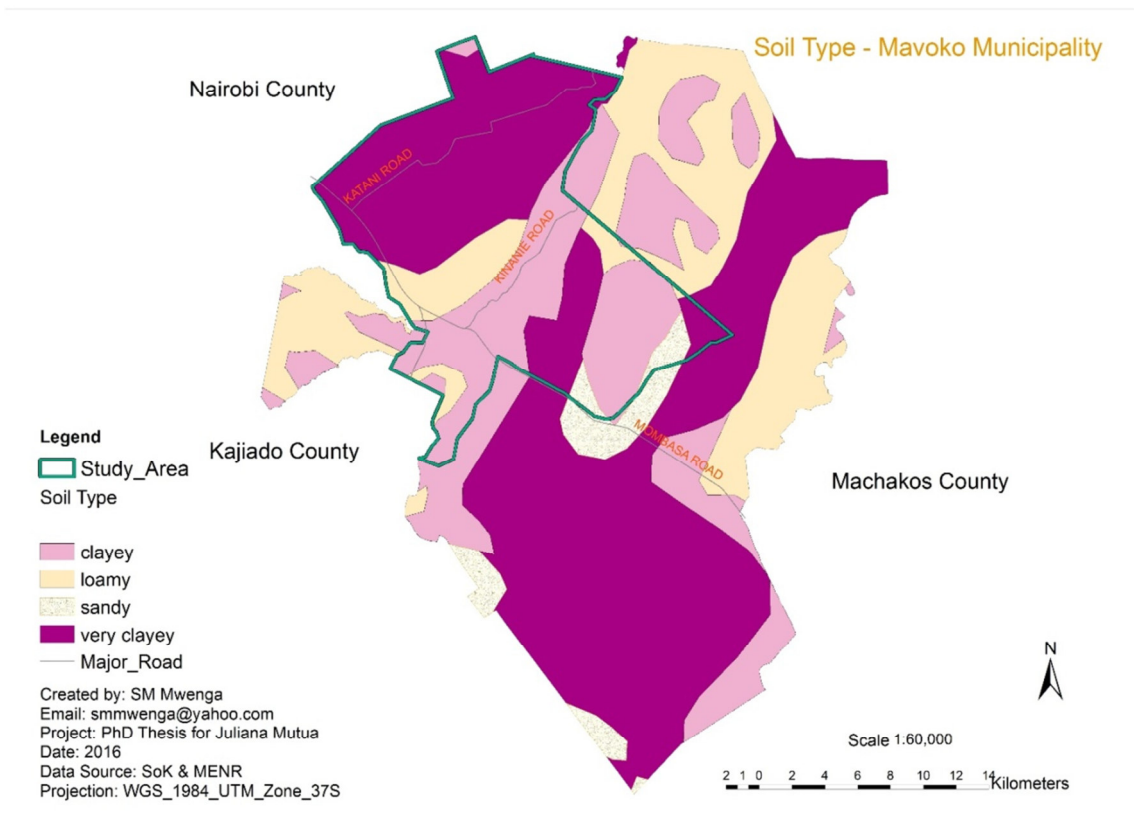 Soil Type - Mavoko Municipality
Nairobi County
KATANI ROAD
KINANIE ROAD
MOMBASA ROAD
Kajiado County
Machakos County
Legend
Study_Area
Soil Type
clayey
loamy
sandy
very clayey
Major_Road
Created by: SM Mwenga
Email: smmwenga@yahoo.com
Project: PhD Thesis for Juliana Mutua
Date: 2016
Data Source: SoK & MENR
Projection: WGS_1984_UTM_Zone_37S
N
Scale 1:60,000
2 1 0 2 4 6 8 10 12 14
Kilometers